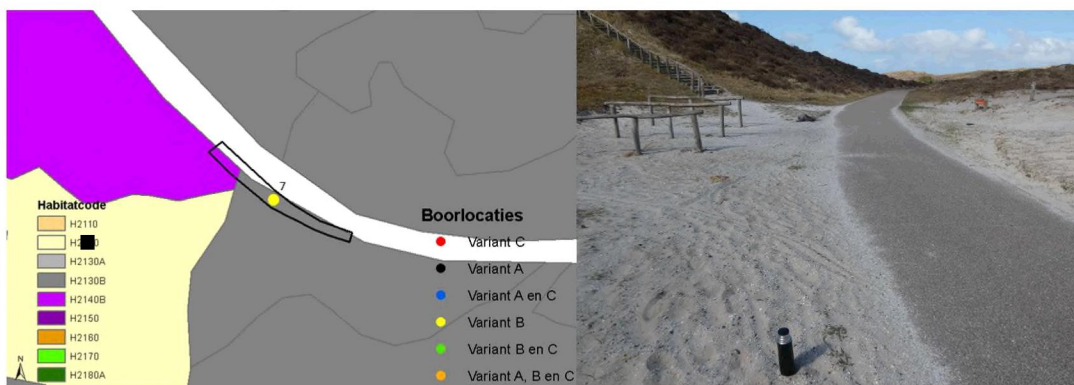 7
Habitatcode
H2110
H2130A
H2130B
H2140B
H2150
H2160
H2170
H2180A
N
Boorlocaties
Variant C
Variant A
Variant A en C
Variant B
Variant B en C
Variant A, B en C